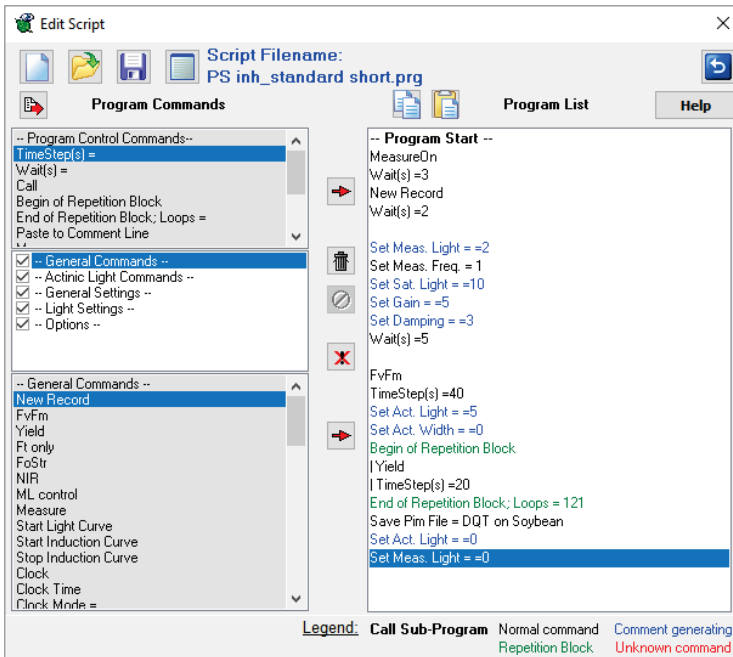 Edit Script
Script Filename:
PS inh_standard short.prg
Program Commands
Program List
Help
-- Program Control Commands--
TimeStep(s) =
Wait(s) =
Call
Begin of Repetition Block
End of Repetition Block; Loops =
Paste to Comment Line
-- General Commands --
-- Actinic Light Commands --
-- General Settings --
-- Light Settings --
-- Options --
-- General Commands --
New Record
FvFm
Yield
Ft only
FoStr
NIR
ML control
Measure
Start Light Curve
Start Induction Curve
Stop Induction Curve
Clock
Clock Time
Clock Mode =
-- Program Start --
MeasureOn
Wait(s) =3
New Record
Wait(s) =2
Set Meas. Light = =2
Set Meas. Freq. = 1
Set Sat. Light = =10
Set Gain = =5
Set Damping = =3
Wait(s) =5
FvFm
TimeStep(s) =40
Set Act. Light = =5
Set Act. Width = =0
Begin of Repetition Block
| Yield
| TimeStep(s) =20
End of Repetition Block; Loops = 121
Save Pim File = DQT on Soybean
Set Act. Light = =0
Set Meas. Light = =0
Legend: Call Sub-Program Normal command Comment generating
Repetition Block Unknown command